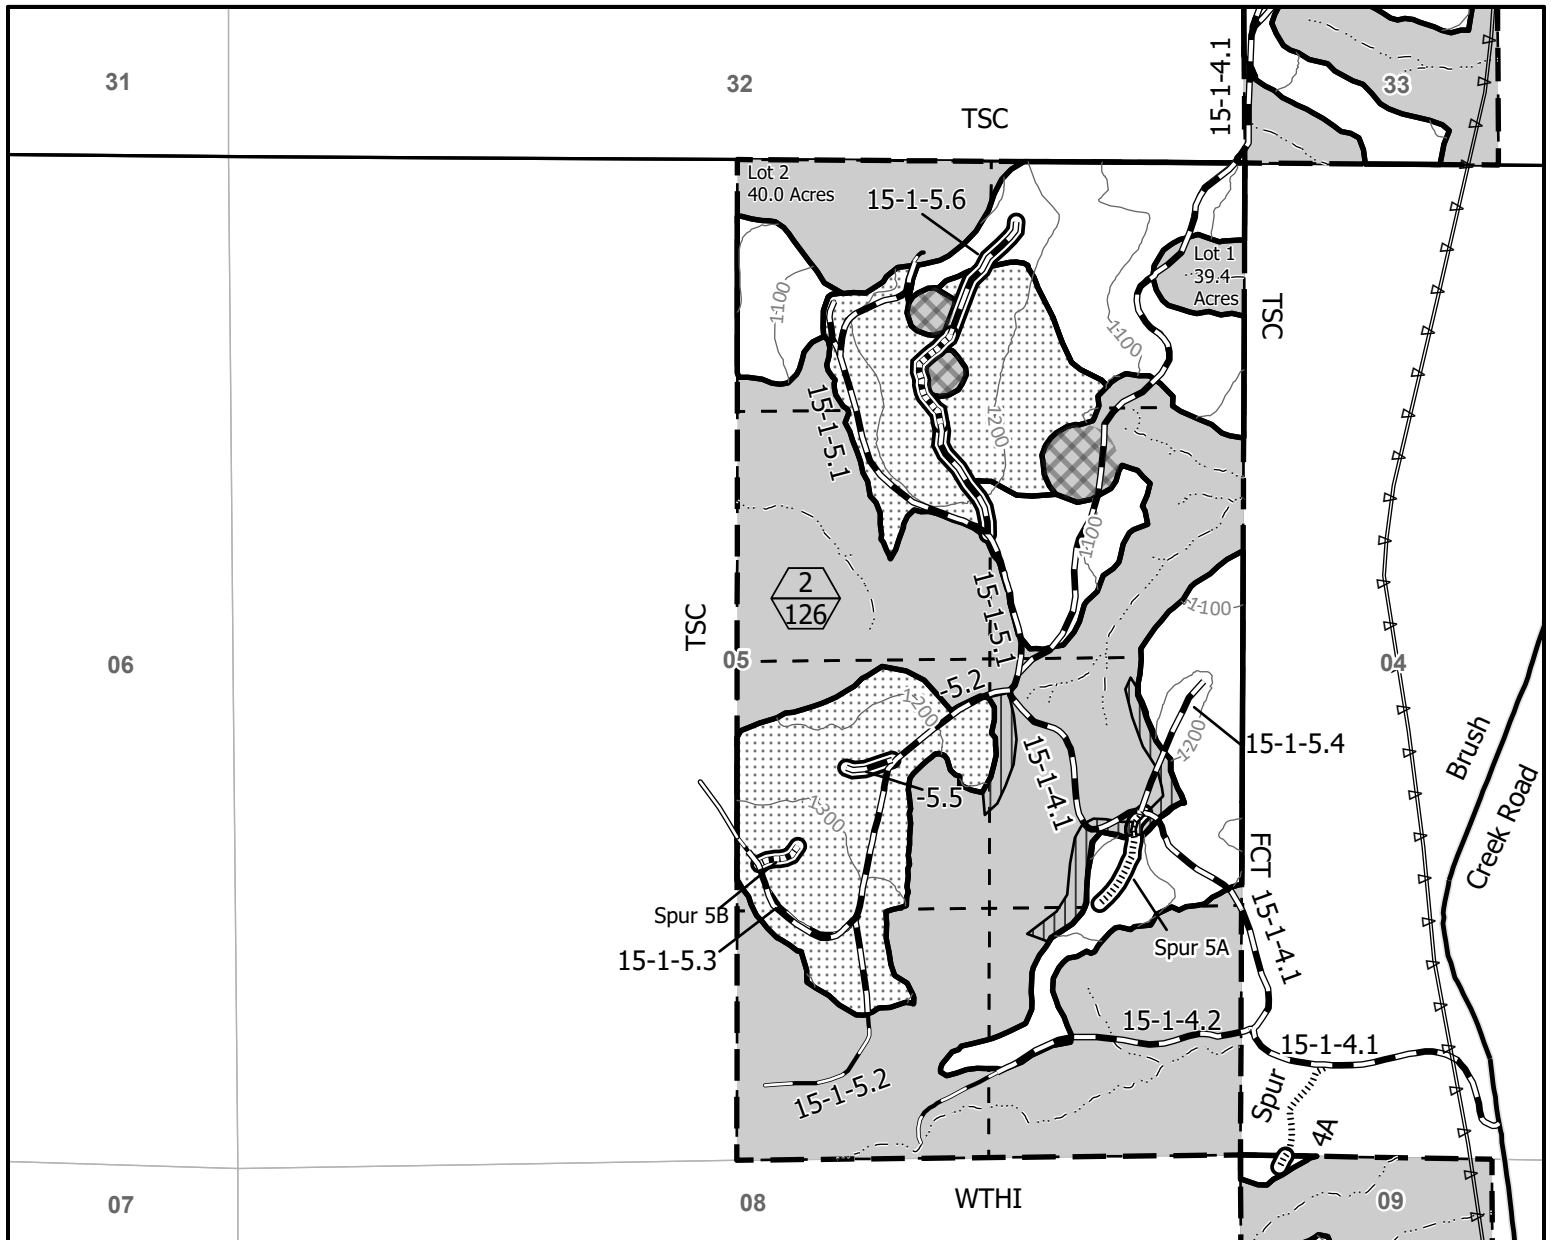 31
32
33
15-1-4.1
TSC
Lot 2
40.0 Acres
15-1-5.6
Lot 1
39.4
Acres
TSC
1100
1100
15-1-5.1
1200
1100
2
126
15-1-5.1
1100
TSC
06
05
04
-5.2
1200
15-1-4.1
1200
15-1-5.4
Brush
Creek Road
-5.5
1300
FCT
15-1-4.1
Spur 5B
15-1-5.3
Spur 5A
15-1-4.2
15-1-4.1
15-1-5.2
Spur
4A
07
08
WTHI
09